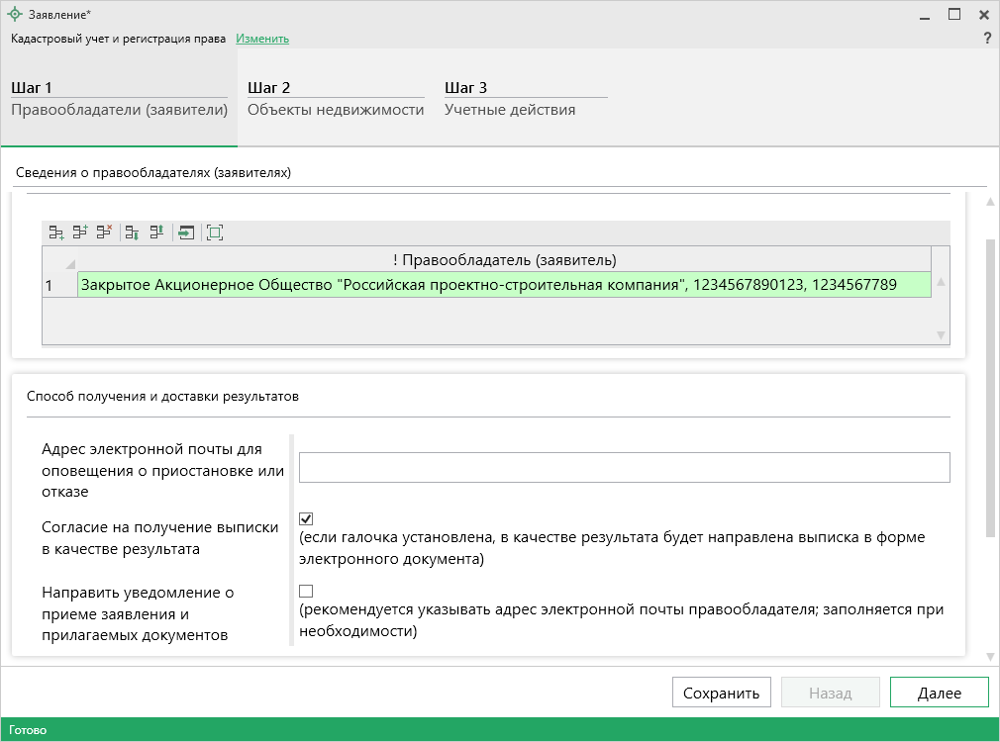 Заявление*
Кадастровый учет и регистрация права Изменить
?
Шаг 1
Правообладатели (заявители)
Шаг 2
Объекты недвижимости
Шаг 3
Учетные действия
Сведения о правообладателях (заявителях)
! Правообладатель (заявитель)
1 Закрытое Акционерное Общество "Российская проектно-строительная компания", 1234567890123, 1234567789
Способ получения и доставки результатов
Адрес электронной почты для
оповещения о приостановке или
отказе
Согласие на получение выписки
в качестве результата
(если галочка установлена, в качестве результата будет направлена выписка в форме
электронного документа)
Направить уведомление о
приеме заявления и
прилагаемых документов
(рекомендуется указывать адрес электронной почты правообладателя; заполняется при
необходимости)
Сохранить
Назад
Далее
Готово